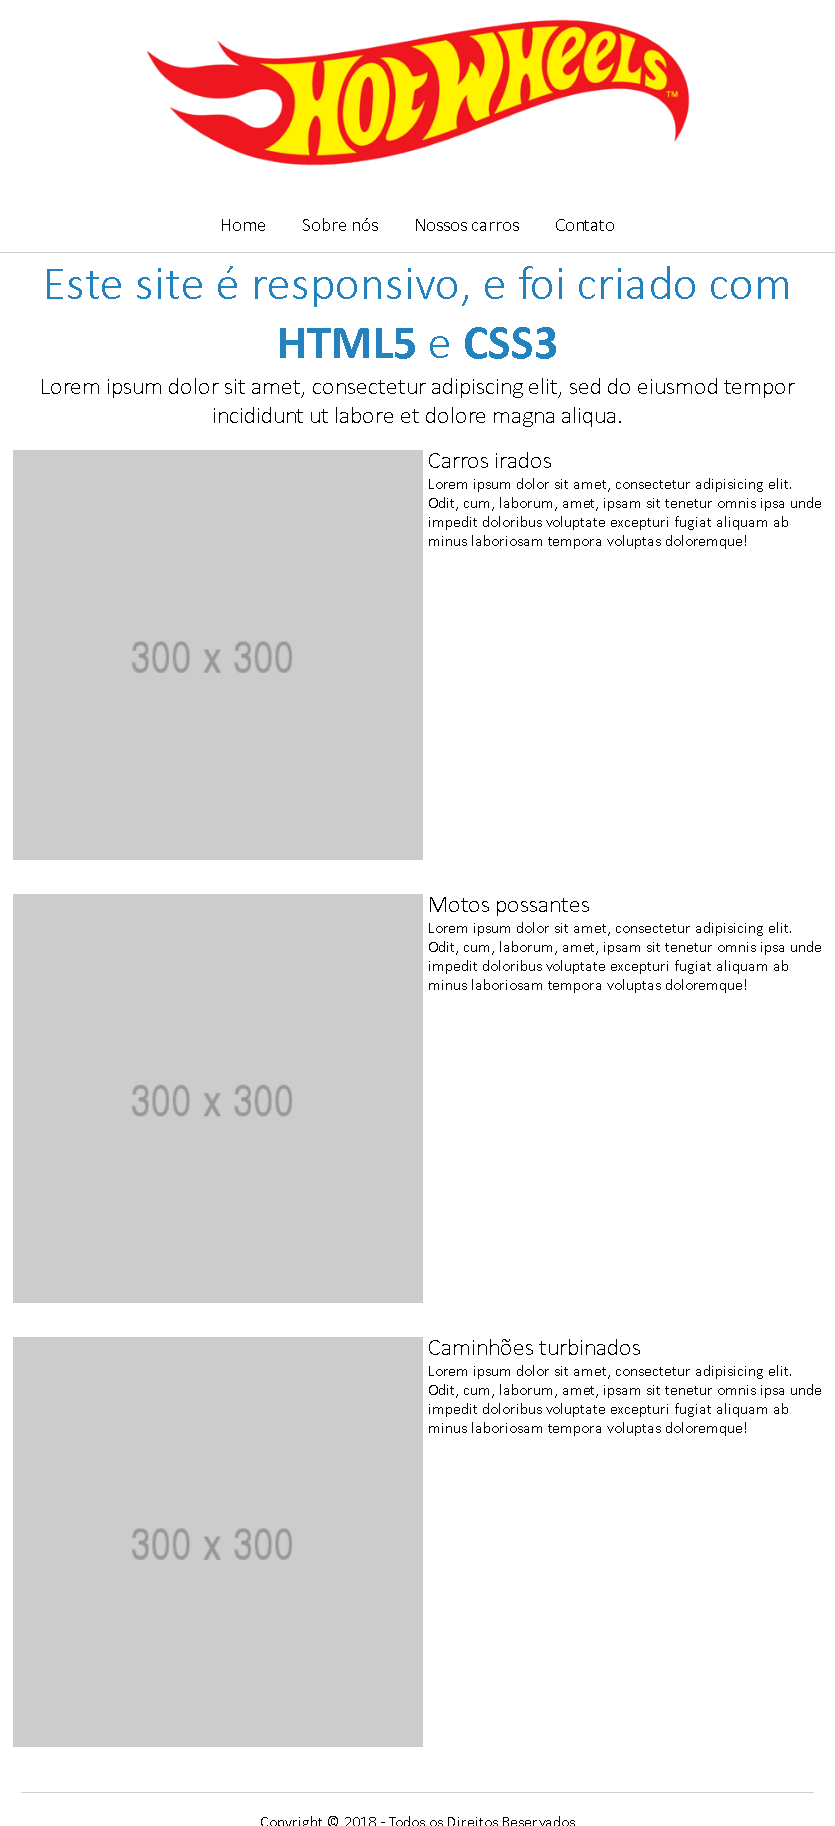 HOT WHEELS™
Home Sobre nós Nossos carros Contato
Este site é responsivo, e foi criado com
HTML5 e CSS3
Lorem ipsum dolor sit amet, consectetur adipiscing elit, sed do eiusmod tempor
incididunt ut labore et dolore magna aliqua.
300 x 300
Carros irados
Lorem ipsum dolor sit amet, consectetur adipisicing elit.
Odit, cum, laborum, amet, ipsam sit tenetur omnis ipsa unde
impedit doloribus voluptate excepturi fugiat aliquam ab
minus laboriosam tempora voluptas doloremque!
300 x 300
Motos possantes
Lorem ipsum dolor sit amet, consectetur adipisicing elit.
Odit, cum, laborum, amet, ipsam sit tenetur omnis ipsa unde
impedit doloribus voluptate excepturi fugiat aliquam ab
minus laboriosam tempora voluptas doloremque!
300 x 300
Caminhões turbinados
Lorem ipsum dolor sit amet, consectetur adipisicing elit.
Odit, cum, laborum, amet, ipsam sit tenetur omnis ipsa unde
impedit doloribus voluptate excepturi fugiat aliquam ab
minus laboriosam tempora voluptas doloremque!
Copyright © 2018 - Todos os Direitos Reservados